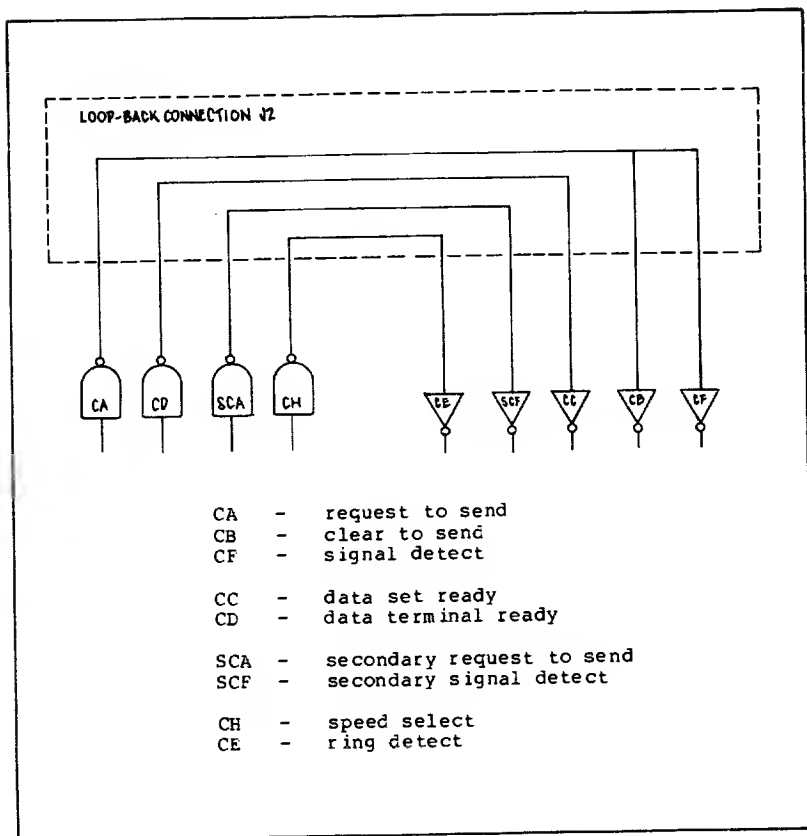 LOOP-BACK CONNECTION J2
CA CD SCA CH CE SCF CC CB CF
CA - request to send
CB - clear to send
CF - signal detect
CC - data set ready
CD - data terminal ready
SCA - secondary request to send
SCF - secondary signal detect
CH - speed select
CE - ring detect